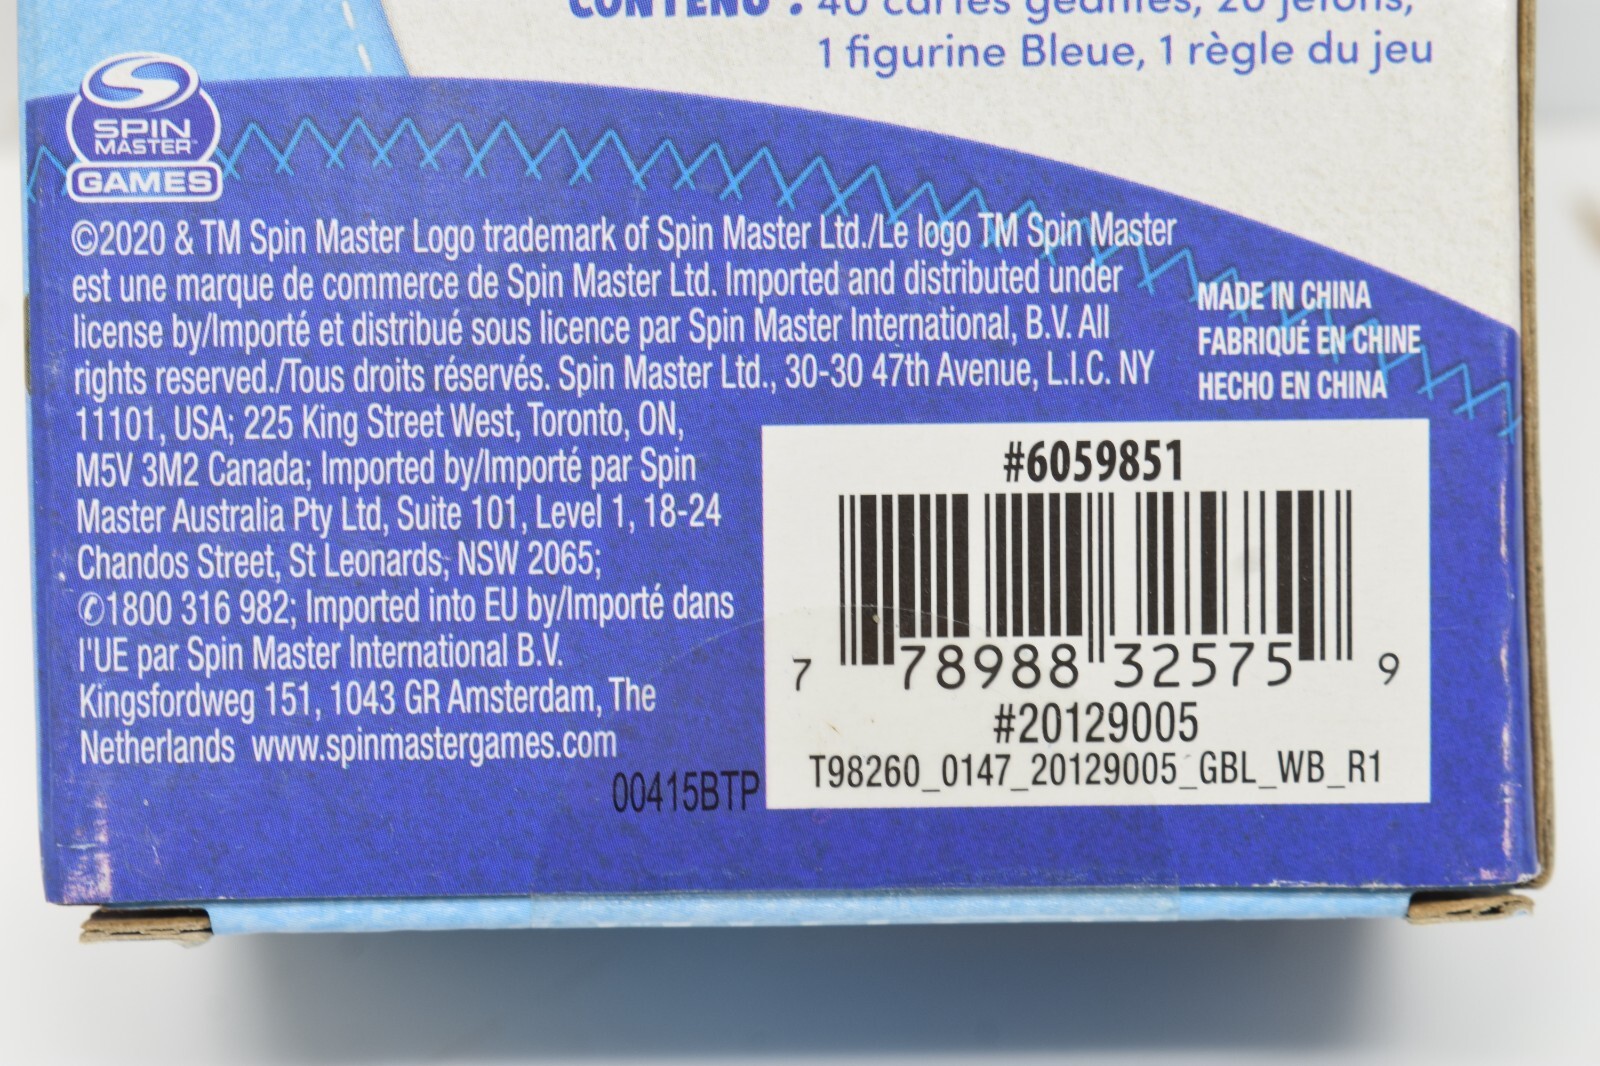 CONTENU : 40 cartes géantes, 20 jetons,
1 figurine Bleue, 1 règle du jeu
SPIN
MASTER™
GAMES
©2020 & TM Spin Master Logo trademark of Spin Master Ltd./Le logo TM Spin Master
est une marque de commerce de Spin Master Ltd. Imported and distributed under
license by/Importé et distribué sous licence par Spin Master International, B.V. All
rights reserved./Tous droits réservés. Spin Master Ltd., 30-30 47th Avenue, L.I.C. NY
11101, USA; 225 King Street West, Toronto, ON,
M5V 3M2 Canada; Imported by/Importé par Spin
Master Australia Pty Ltd, Suite 101, Level 1, 18-24
Chandos Street, St Leonards, NSW 2065;
✆1800 316 982; Imported into EU by/Importé dans
l'UE par Spin Master International B.V.
Kingsfordweg 151, 1043 GR Amsterdam, The
Netherlands www.spinmastergames.com
00415BTP
MADE IN CHINA
FABRIQUÉ EN CHINE
HECHO EN CHINA
#6059851
7 78988 32575 9
#20129005
T98260_0147_20129005_GBL_WB_R1